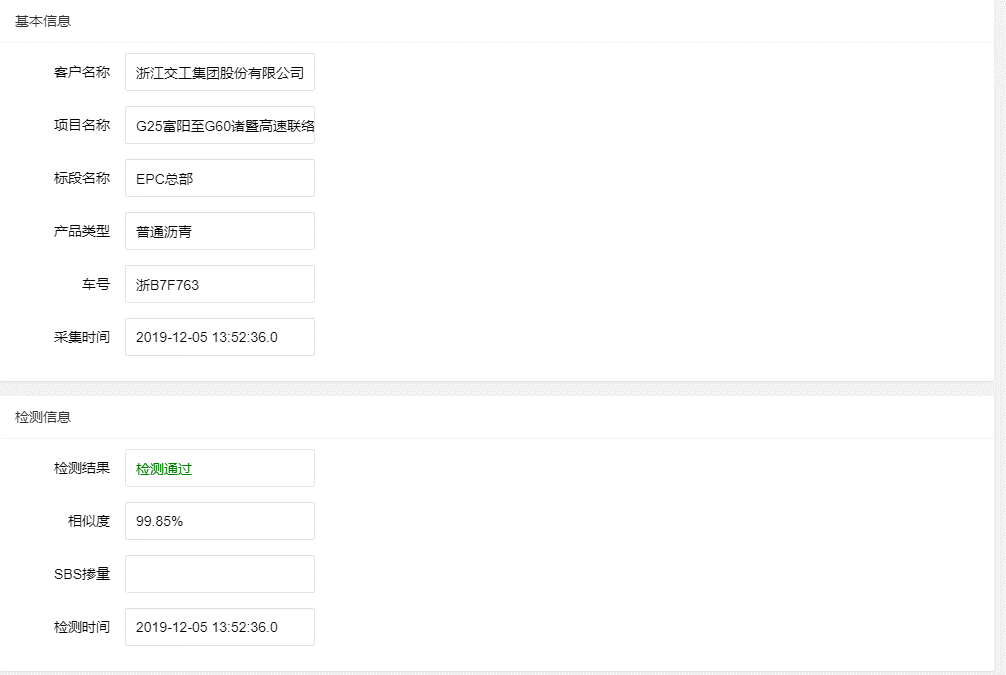 基本信息
客户名称 浙江交工集团股份有限公司
项目名称 G25富阳至G60诸暨高速联络
标段名称 EPC总部
产品类型 普通沥青
车号 浙B7F763
采集时间 2019-12-05 13:52:36.0
检测信息
检测结果 检测通过
相似度 99.85%
SBS掺量
检测时间 2019-12-05 13:52:36.0